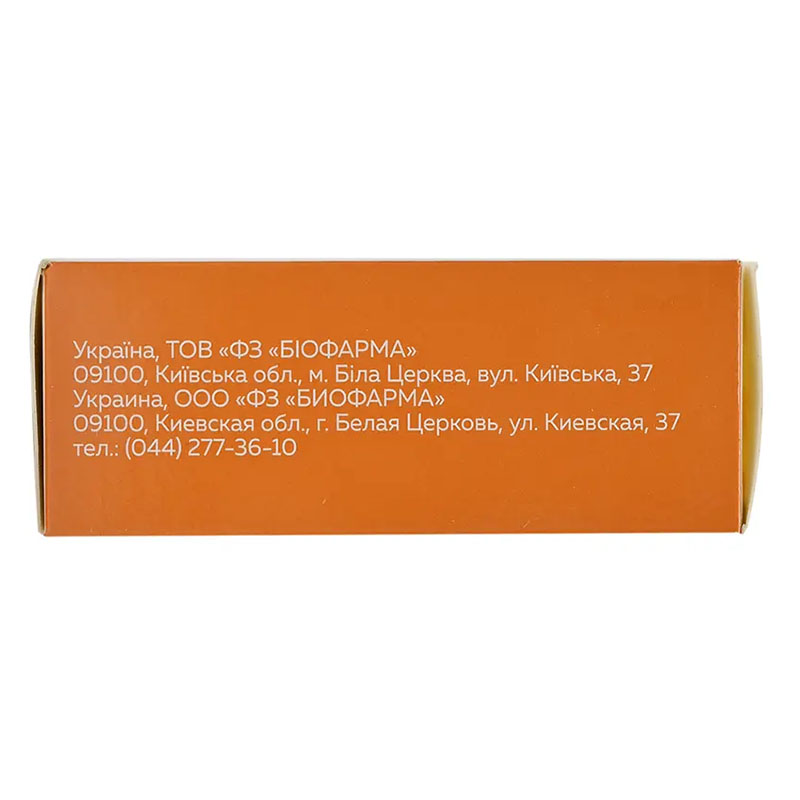 Україна, ТОВ «ФЗ «БІОФАРМА»
09100, Київська обл., м. Біла Церква, вул. Київська, 37
Украина, ООО «ФЗ «БИОФАРМА»
09100, Киевская обл., г. Белая Церковь, ул. Киевская, 37
тел.: (044) 277-36-10